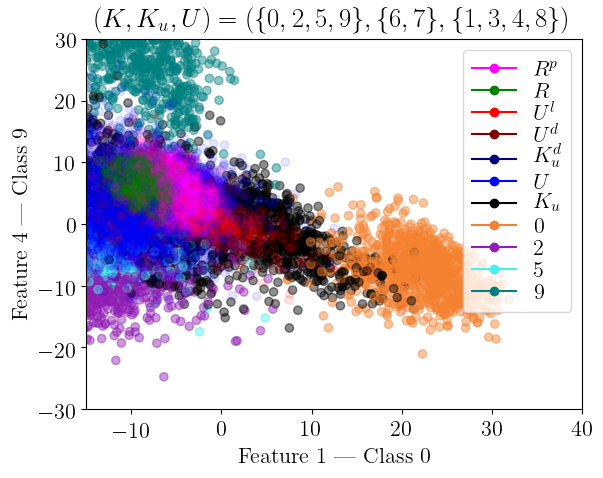 (K, K_u, U) = ({0, 2, 5, 9}, {6, 7}, {1, 3, 4, 8})
30
20
10
0
−10
−20
−30
Feature 4 — Class 9
−10
0
10
20
30
40
Feature 1 — Class 0
R^p
R
U^l
U^d
K_u^d
U
K_u
0
2
5
9